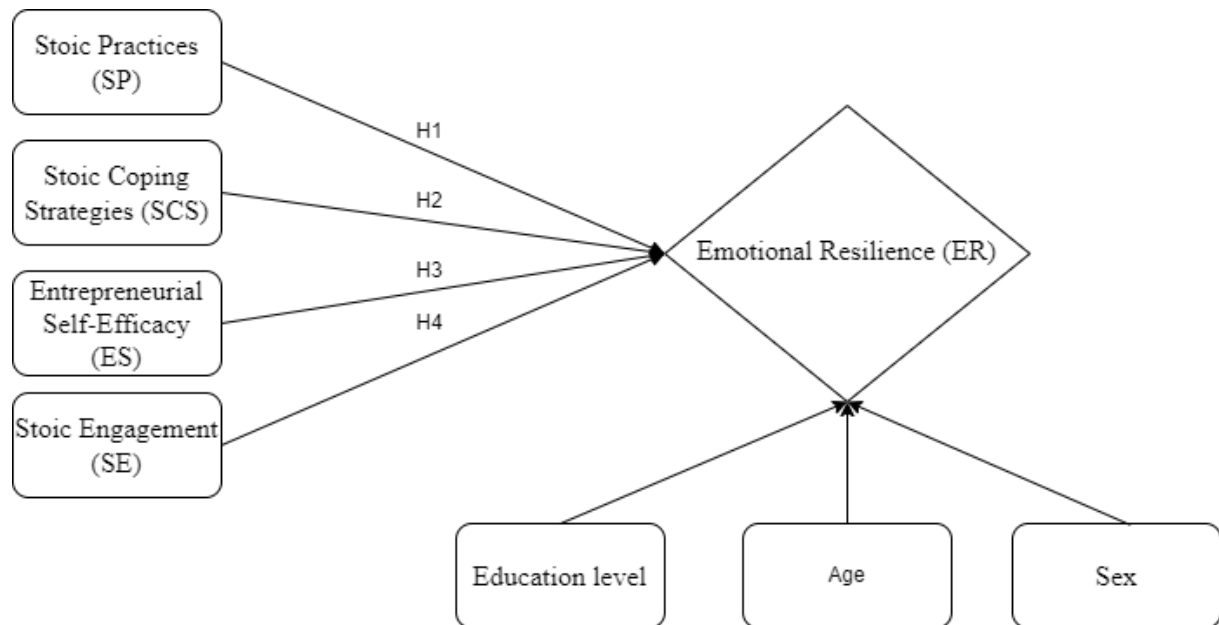 Stoic Practices
(SP)
H1
Stoic Coping
Strategies (SCS)
H2
Emotional Resilience (ER)
H3
Entrepreneurial
Self-Efficacy
(ES)
H4
Stoic Engagement
(SE)
Education level
Age
Sex